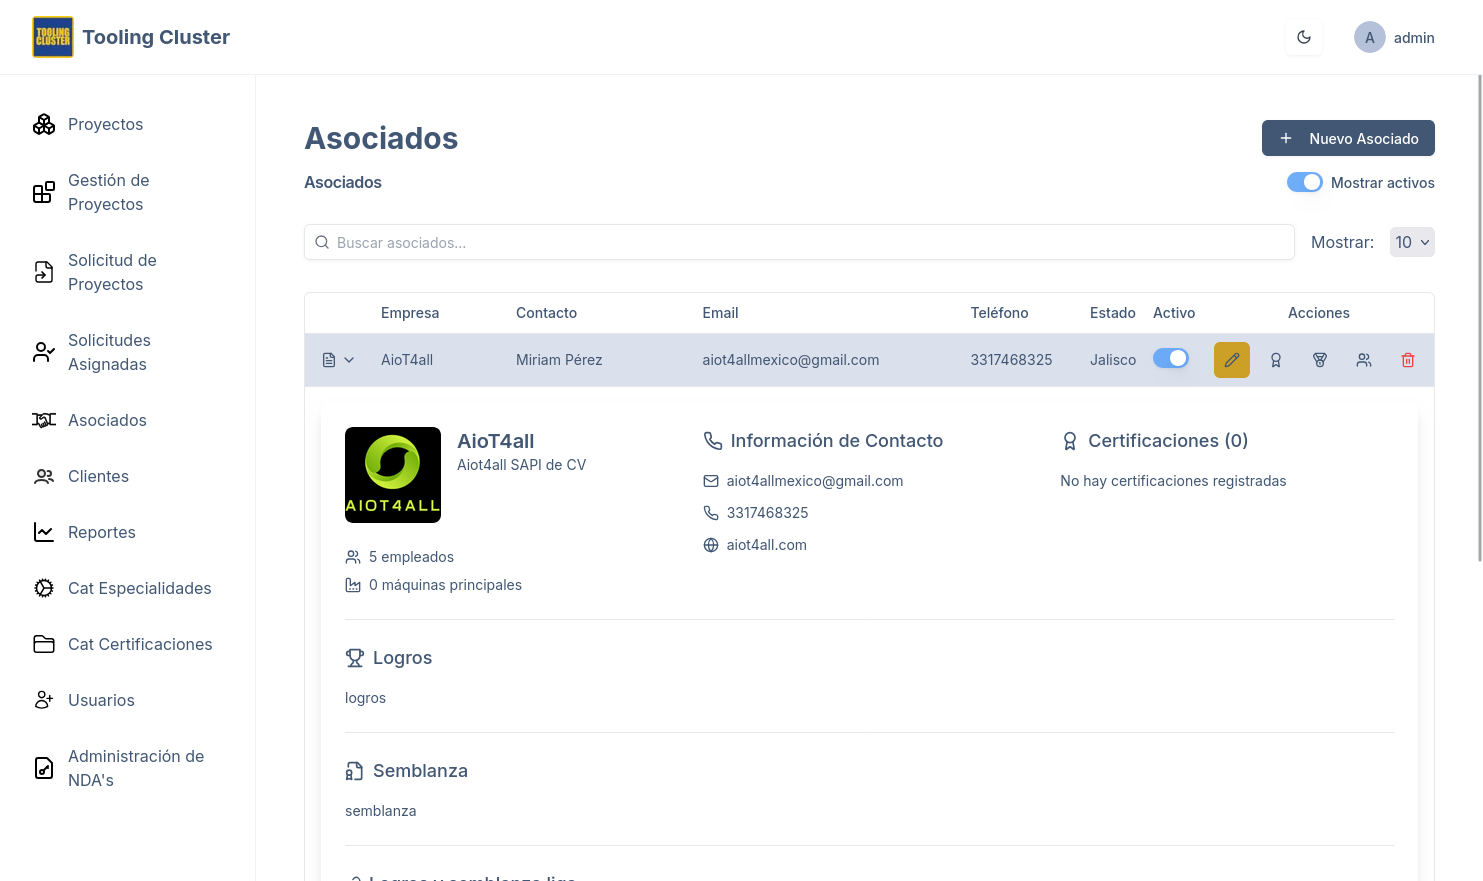 TOOLING
CLUSTER
Tooling Cluster
A
admin
Proyectos
Gestión de
Proyectos
Solicitud de
Proyectos
Solicitudes
Asignadas
Asociados
Clientes
Reportes
Cat Especialidades
Cat Certificaciones
Usuarios
Administración de
NDA's
Asociados
Nuevo Asociado
Asociados
Mostrar activos
Buscar asociados...
Mostrar: 10
Empresa Contacto Email Teléfono Estado Activo Acciones
AioT4all Miriam Pérez aiot4allmexico@gmail.com 3317468325 Jalisco
AIOT4ALL
AioT4all
Aiot4all SAPI de CV
5 empleados
0 máquinas principales
Información de Contacto
aiot4allmexico@gmail.com
3317468325
aiot4all.com
Certificaciones (0)
No hay certificaciones registradas
Logros
logros
Semblanza
semblanza
Logros y semblanza liga